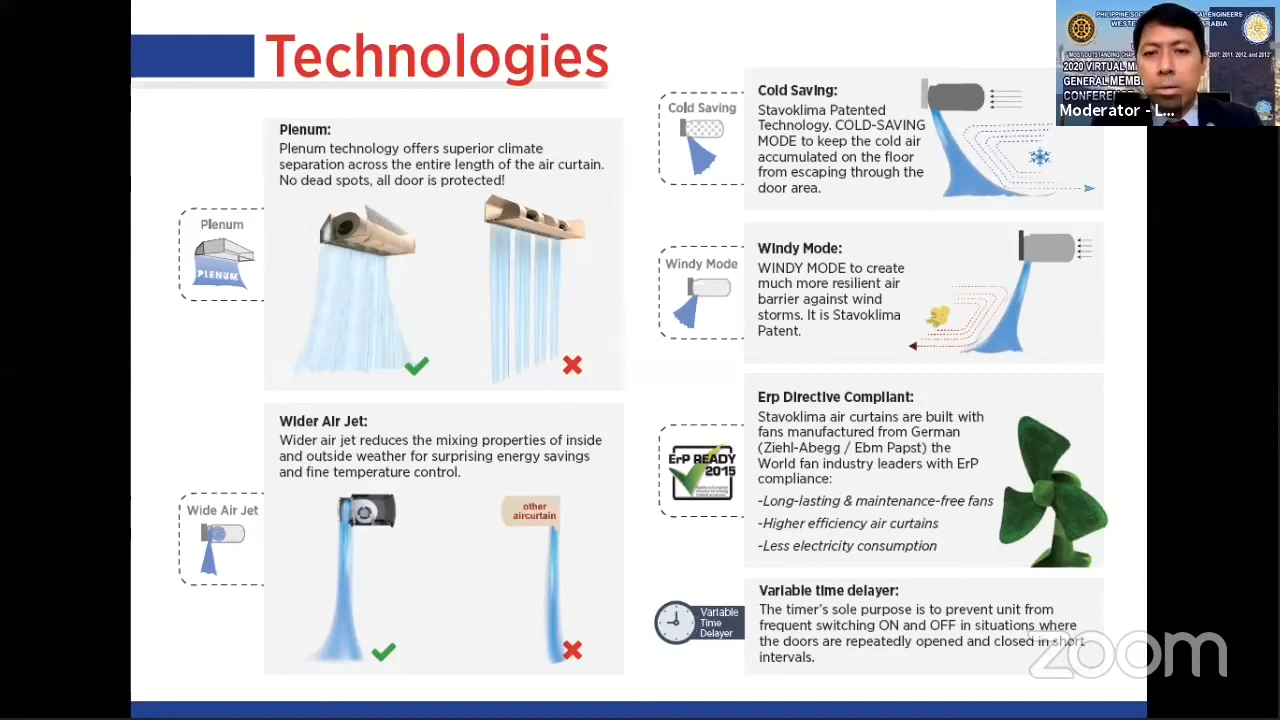 Technologies
Plenum:
Plenum technology offers superior climate
separation across the entire length of the air curtain.
No dead spots, all door is protected!
Plenum
PLENUM
Wider Air Jet:
Wider air jet reduces the mixing properties of inside
and outside weather for surprising energy savings
and fine temperature control.
Wide Air Jet
other
aircurtain
Cold Saving
Cold Saving:
Stavoklima Patented
Technology. COLD-SAVING
MODE to keep the cold air
accumulated on the floor
from escaping through the
door area.
Windy Mode
Windy Mode:
WINDY MODE to create
much more resilient air
barrier against wind
storms. It is Stavoklima
Patent.
ErP READY
2015
Erp Directive Compliant:
Stavoklima air curtains are built with
fans manufactured from German
(Ziehl-Abegg / Ebm Papst) the
World fan industry leaders with ErP
compliance:
-Long-lasting & maintenance-free fans
-Higher efficiency air curtains
-Less electricity consumption
Variable
Time
Delayer
Variable time delayer:
The timer's sole purpose is to prevent unit from
frequent switching ON and OFF in situations where
the doors are repeatedly opened and closed in short
intervals.
zoom
PHILIPPINE ENGINEERS
"MOST OUTSTANDING 2007, 2011, 2012, and 2013"
2020 VIRTUAL
GENERAL
Moderator - L...